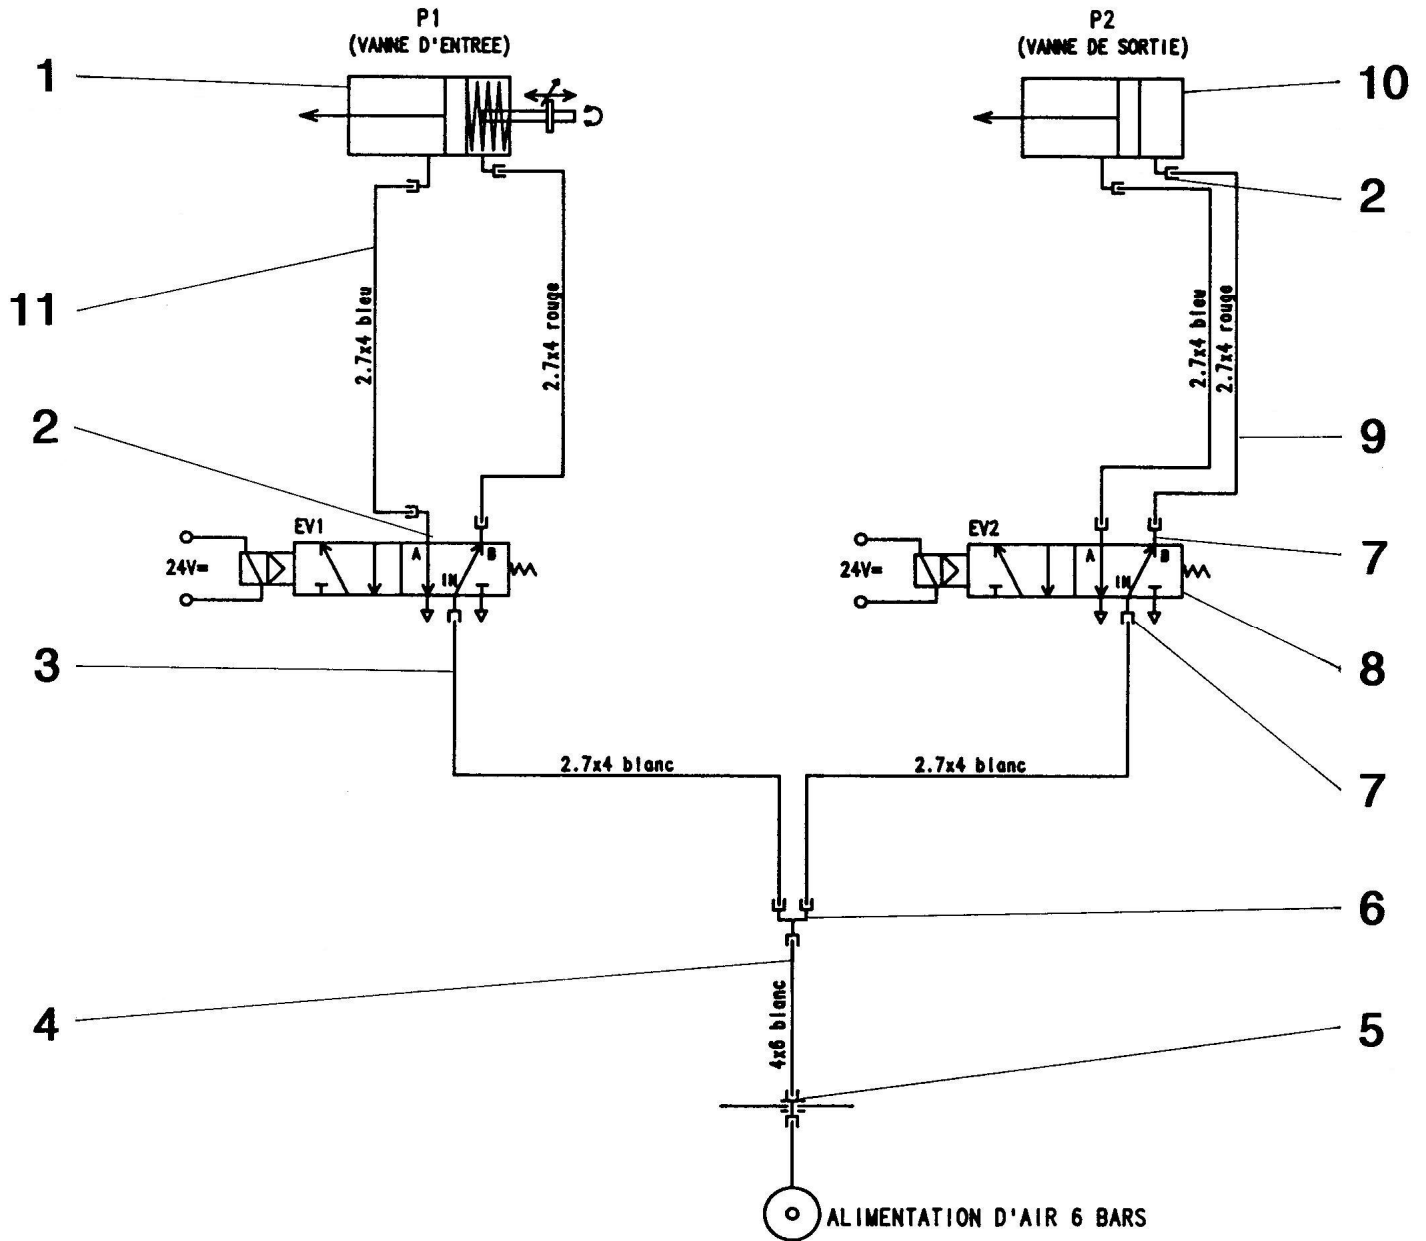 P1
(VANNE D'ENTREE)
P2
(VANNE DE SORTIE)
1
10
2
11
2.7x4 bleu
2.7x4 rouge
2.7x4 bleu
2.7x4 rouge
2
9
EV1
A
B
IN
24V=
EV2
A
B
IN
24V=
7
3
8
2.7x4 blanc
2.7x4 blanc
7
6
4
4x6 blanc
5
ALIMENTATION D'AIR 6 BARS